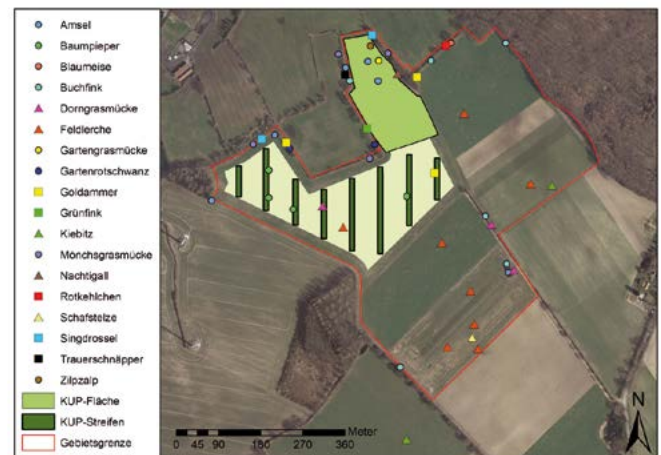 Amsel
Baumpieper
Blaumeise
Buchfink
Dorngrasmücke
Feldlerche
Gartengrasmücke
Gartenrotschwanz
Goldammer
Grünfink
Kiebitz
Mönchsgrasmücke
Nachtigall
Rotkehlchen
Schafstelze
Singdrossel
Trauerschnäpper
Zilpzalp
KUP-Fläche
KUP-Streifen
Gebietsgrenze
Meter
0 45 90 180 270 360
N